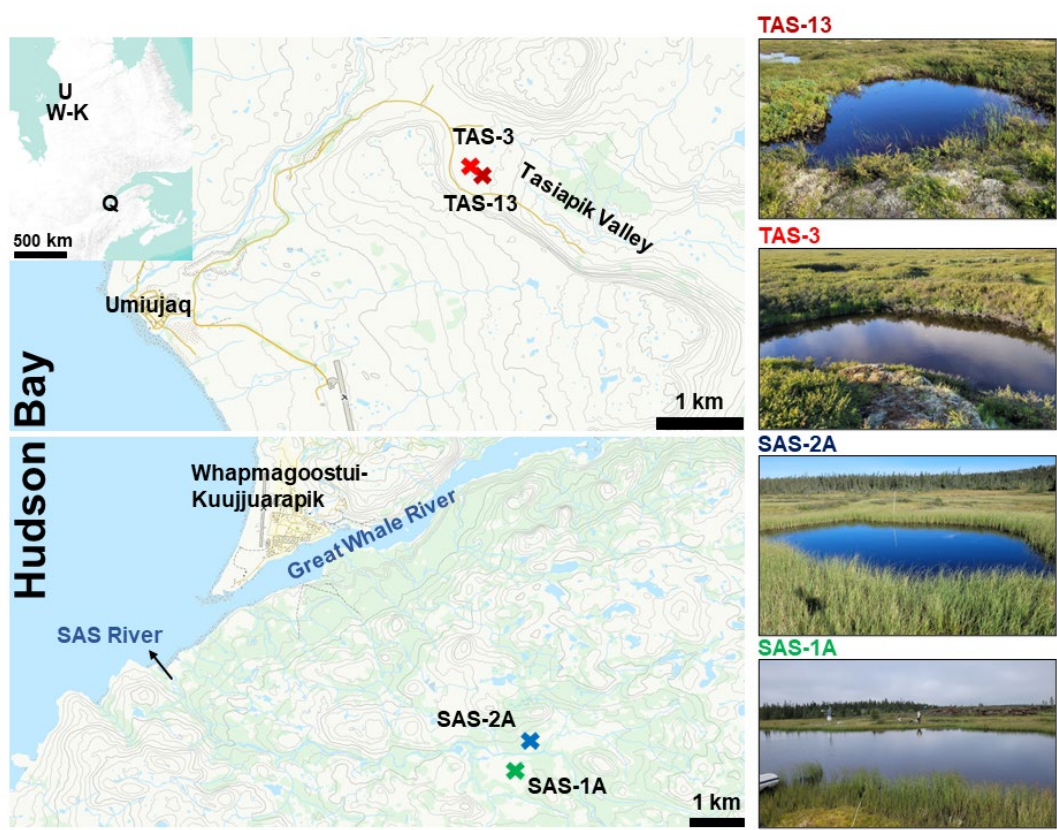 U
W-K
Q
500 km
TAS-3
TAS-13
Tasiapik Valley
Umiujaq
1 km
Hudson Bay
Whapmagoostui-
Kuujjuarapik
Great Whale River
SAS River
SAS-2A
SAS-1A
1 km
TAS-13
TAS-3
SAS-2A
SAS-1A